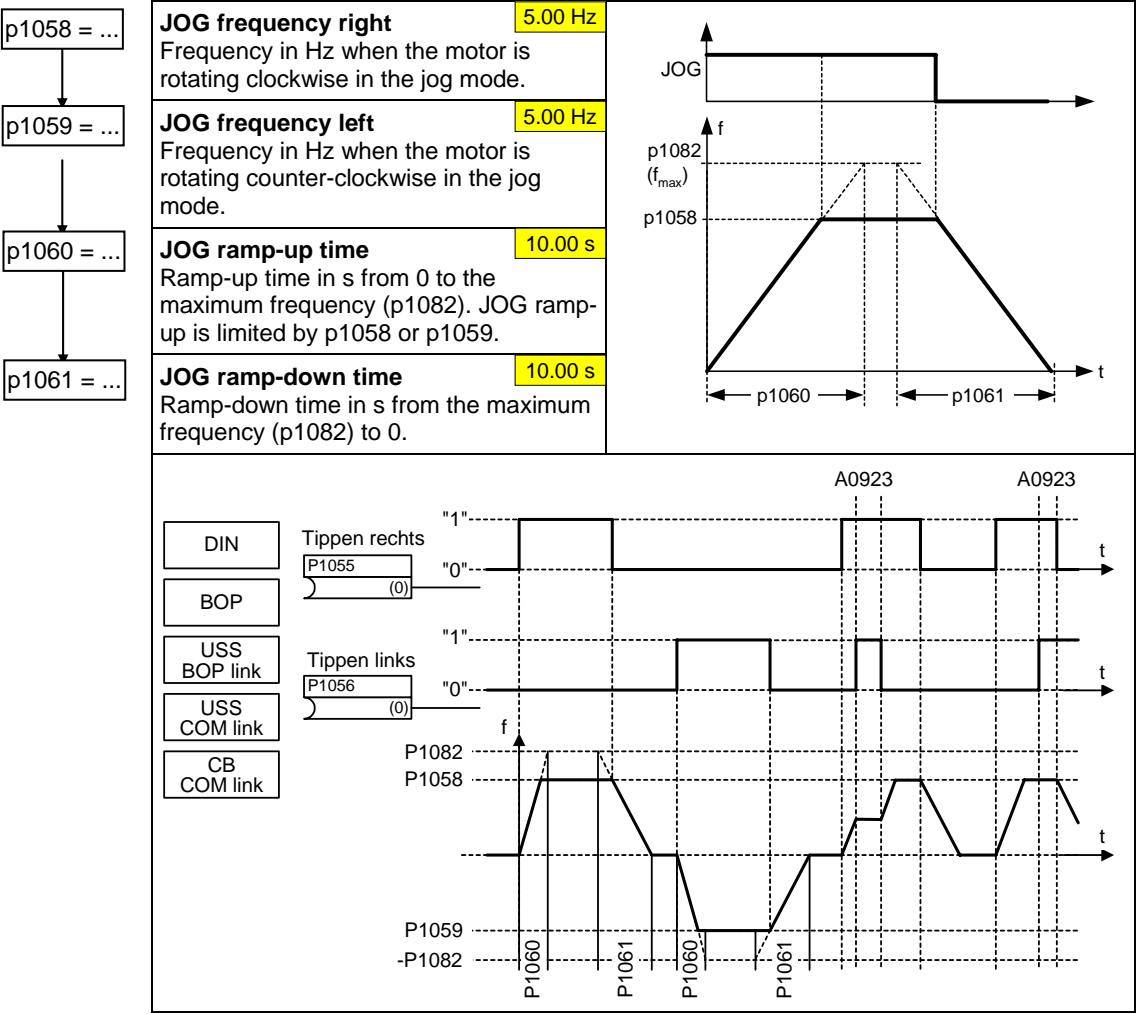 p1058 = ...
JOG frequency right
5.00 Hz
Frequency in Hz when the motor is
rotating clockwise in the jog mode.
p1059 = ...
JOG frequency left
5.00 Hz
Frequency in Hz when the motor is
rotating counter-clockwise in the jog
mode.
p1060 = ...
JOG ramp-up time
10.00 s
Ramp-up time in s from 0 to the
maximum frequency (p1082). JOG ramp-
up is limited by p1058 or p1059.
p1061 = ...
JOG ramp-down time
10.00 s
Ramp-down time in s from the maximum
frequency (p1082) to 0.
JOG
f
p1082
(fmax)
p1058
t
p1060
p1061
A0923
A0923
DIN
BOP
USS
BOP link
USS
COM link
CB
COM link
Tippen rechts
P1055
(0)
"1"
"0"
t
Tippen links
P1056
(0)
"1"
"0"
t
f
P1082
P1058
t
P1059
-P1082
P1060
P1061
P1060
P1061